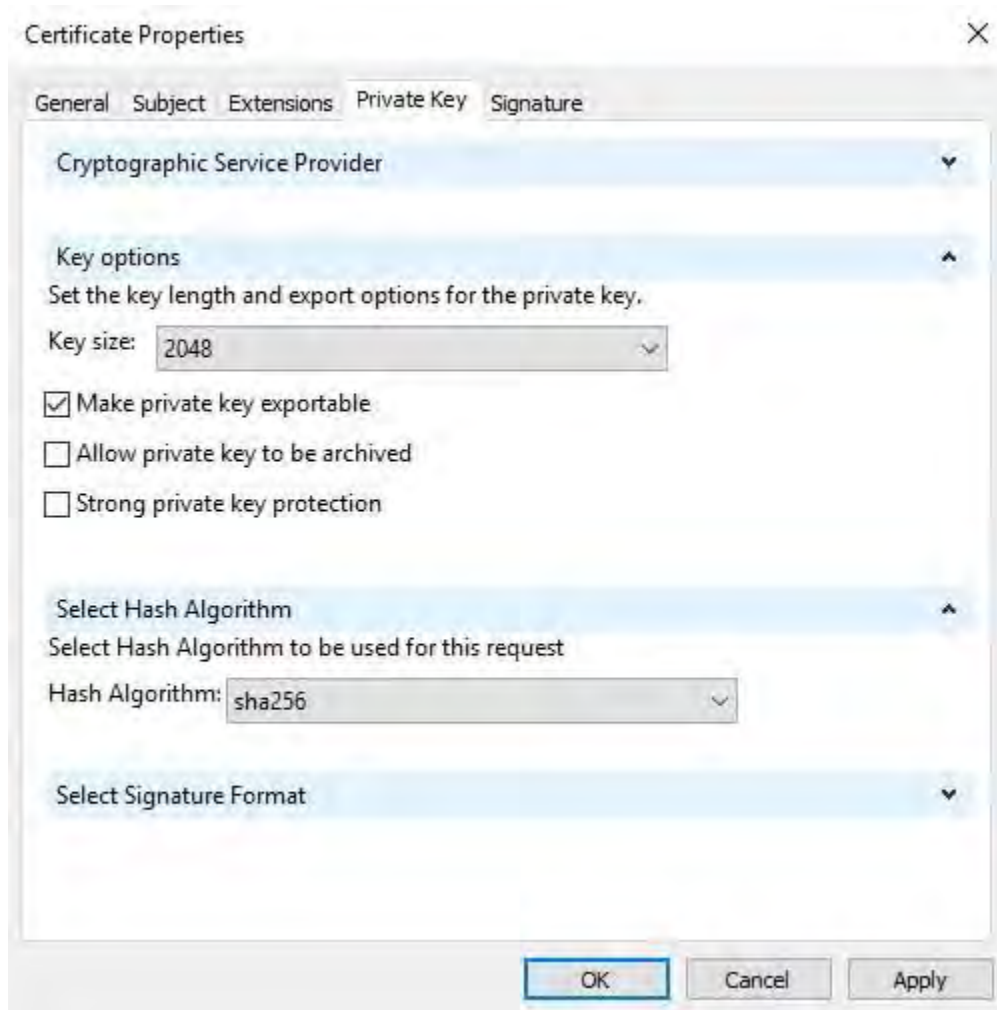 Certificate Properties
General Subject Extensions Private Key Signature
Cryptographic Service Provider
Key options
Set the key length and export options for the private key.
Key size: 2048
Make private key exportable
Allow private key to be archived
Strong private key protection
Select Hash Algorithm
Select Hash Algorithm to be used for this request
Hash Algorithm: sha256
Select Signature Format
OK Cancel Apply